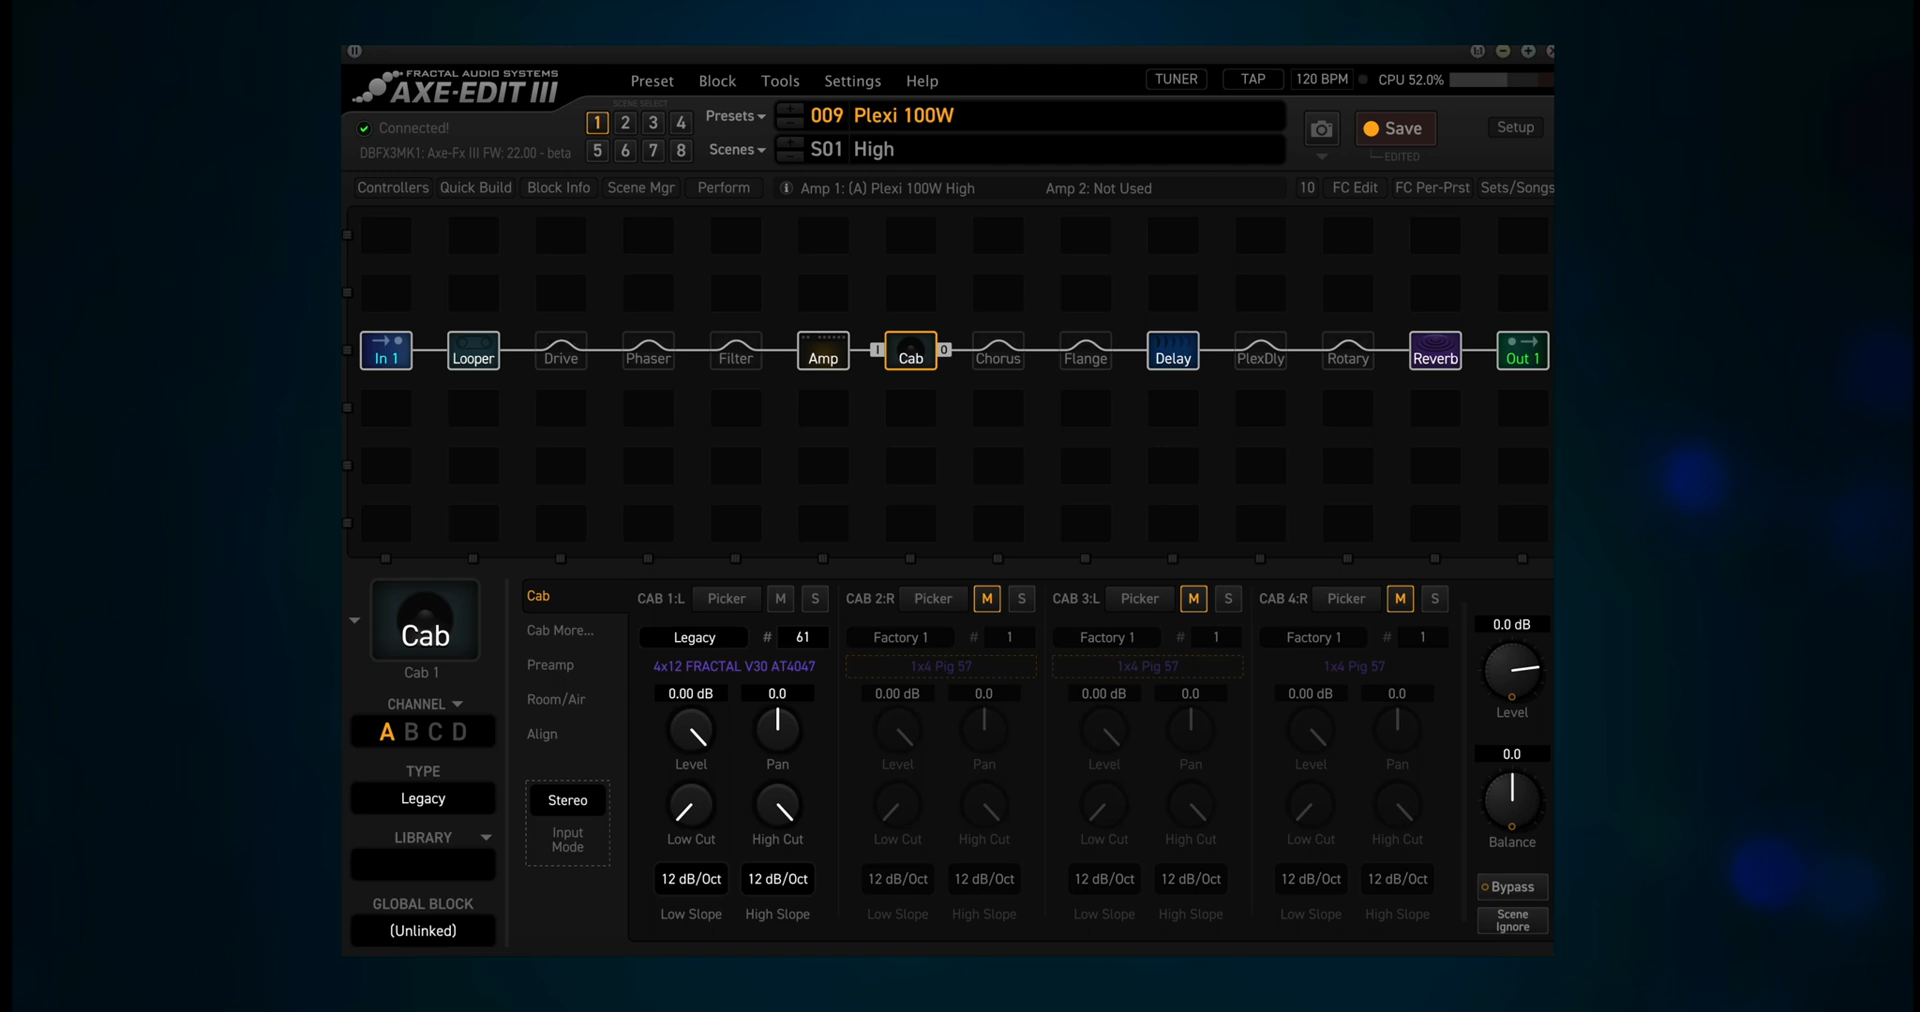 FRACTAL AUDIO SYSTEMS
AXE-EDIT III
Preset Block Tools Settings Help
TUNER TAP 120 BPM CPU 52.0%
SCENE SELECT
1 2 3 4
5 6 7 8
Presets 009 Plexi 100W
Scenes S01 High
Save
EDITED
Setup
Connected!
DBFX3MK1: Axe-Fx III FW: 22.00 - beta
Controllers Quick Build Block Info Scene Mgr Perform Amp 1: (A) Plexi 100W High Amp 2: Not Used 10 FC Edit FC Per-Prst Sets/Songs
In 1 Looper Drive Phaser Filter Amp I Cab O Chorus Flange Delay PlexDly Rotary Reverb Out 1
Cab
Cab 1
CHANNEL
A B C D
TYPE
Legacy
LIBRARY
GLOBAL BLOCK
(Unlinked)
Cab
Cab More...
Preamp
Room/Air
Align
Stereo
Input
Mode
CAB 1:L Picker M S CAB 2:R Picker M S CAB 3:L Picker M S CAB 4:R Picker M S
Legacy # 61 Factory 1 # 1 Factory 1 # 1 Factory 1 # 1
4x12 FRACTAL V30 AT4047 1x4 Pig 57 1x4 Pig 57 1x4 Pig 57
0.00 dB 0.0 0.00 dB 0.0 0.00 dB 0.0 0.00 dB 0.0
Level Pan Level Pan Level Pan Level Pan
Low Cut High Cut Low Cut High Cut Low Cut High Cut Low Cut High Cut
12 dB/Oct 12 dB/Oct 12 dB/Oct 12 dB/Oct 12 dB/Oct 12 dB/Oct 12 dB/Oct 12 dB/Oct
Low Slope High Slope Low Slope High Slope Low Slope High Slope Low Slope High Slope
0.0 dB
Level
0.0
Balance
Bypass
Scene
Ignore